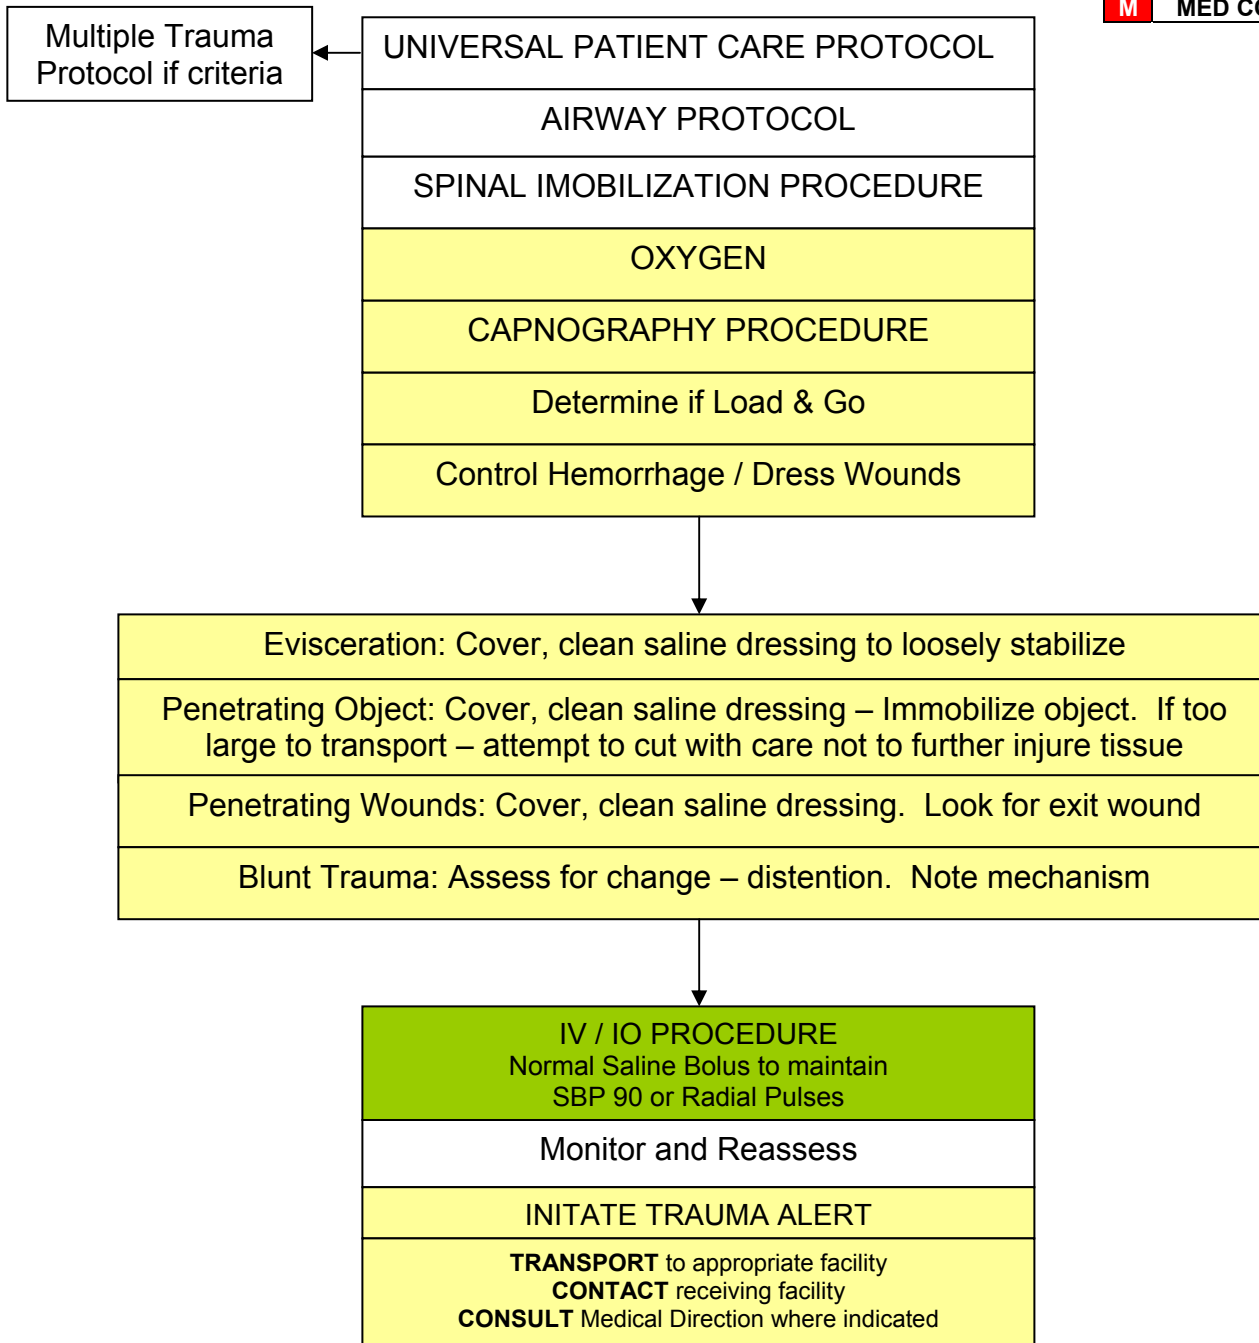 M MED
Multiple Trauma
Protocol if criteria
UNIVERSAL PATIENT CARE PROTOCOL
AIRWAY PROTOCOL
SPINAL IMOBILIZATION PROCEDURE
OXYGEN
CAPNOGRAPHY PROCEDURE
Determine if Load & Go
Control Hemorrhage / Dress Wounds
Evisceration: Cover, clean saline dressing to loosely stabilize
Penetrating Object: Cover, clean saline dressing – Immobilize object.  If too
large to transport – attempt to cut with care not to further injure tissue
Penetrating Wounds: Cover, clean saline dressing.  Look for exit wound
Blunt Trauma: Assess for change – distention.  Note mechanism
IV / IO PROCEDURE
Normal Saline Bolus to maintain
SBP 90 or Radial Pulses
Monitor and Reassess
INITATE TRAUMA ALERT
TRANSPORT to appropriate facility
CONTACT receiving facility
CONSULT Medical Direction where indicated